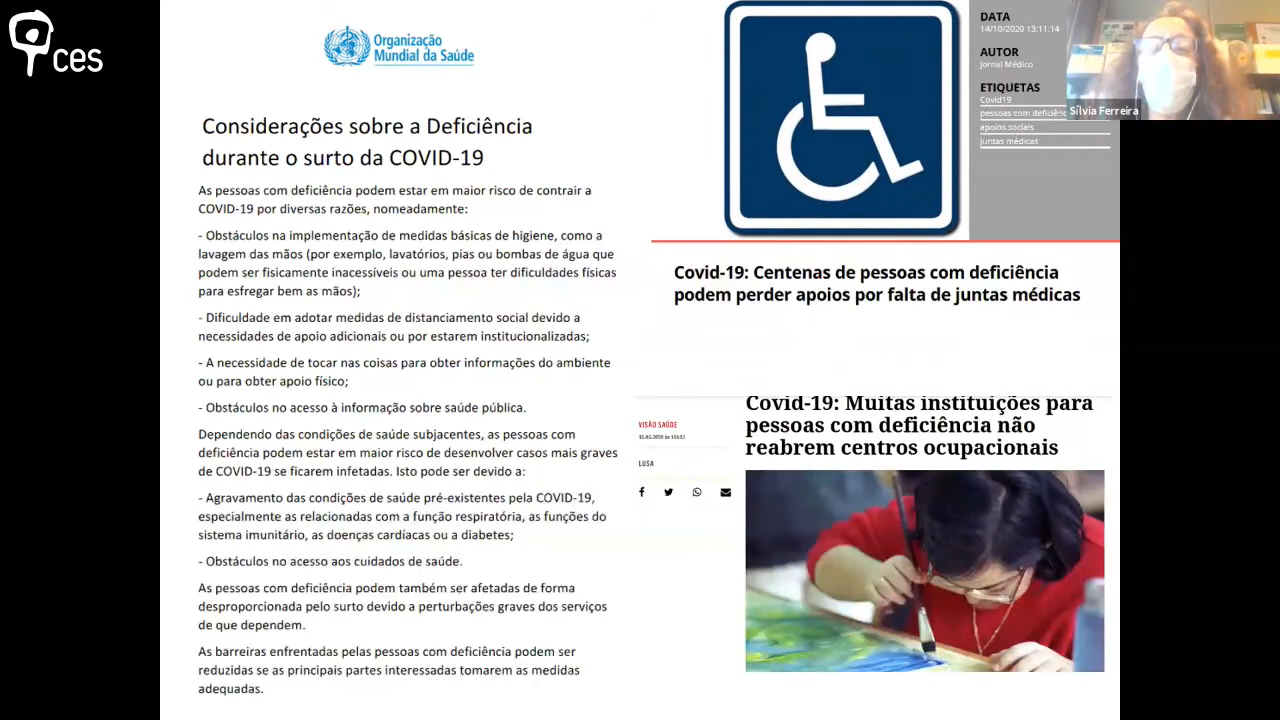 ces
Organização
Mundial da Saúde
Considerações sobre a Deficiência
durante o surto da COVID-19
As pessoas com deficiência podem estar em maior risco de contrair a
COVID-19 por diversas razões, nomeadamente:
- Obstáculos na implementação de medidas básicas de higiene, como a
lavagem das mãos (por exemplo, lavatórios, pias ou bombas de água que
podem ser fisicamente inacessíveis ou uma pessoa ter dificuldades físicas
para esfregar bem as mãos);
- Dificuldade em adotar medidas de distanciamento social devido a
necessidades de apoio adicionais ou por estarem institucionalizadas;
- A necessidade de tocar nas coisas para obter informações do ambiente
ou para obter apoio físico;
- Obstáculos no acesso à informação sobre saúde pública.
Dependendo das condições de saúde subjacentes, as pessoas com
deficiência podem estar em maior risco de desenvolver casos mais graves
de COVID-19 se ficarem infetadas. Isto pode ser devido a:
- Agravamento das condições de saúde pré-existentes pela COVID-19,
especialmente as relacionadas com a função respiratória, as funções do
sistema imunitário, as doenças cardíacas ou a diabetes;
- Obstáculos no acesso aos cuidados de saúde.
As pessoas com deficiência podem também ser afetadas de forma
desproporcionada pelo surto devido a perturbações graves dos serviços
de que dependem.
As barreiras enfrentadas pelas pessoas com deficiência podem ser
reduzidas se as principais partes interessadas tomarem as medidas
adequadas.
DATA
14/10/2020 13:11:14
AUTOR
Jornal Médico
ETIQUETAS
Covid19
pessoas com deficiênc
apoios sociais
juntas médicas
Sílvia Ferreira
Covid-19: Centenas de pessoas com deficiência
podem perder apoios por falta de juntas médicas
Covid-19: Muitas instituições para
pessoas com deficiência não
reabrem centros ocupacionais
VISÃO SAÚDE
LUSA